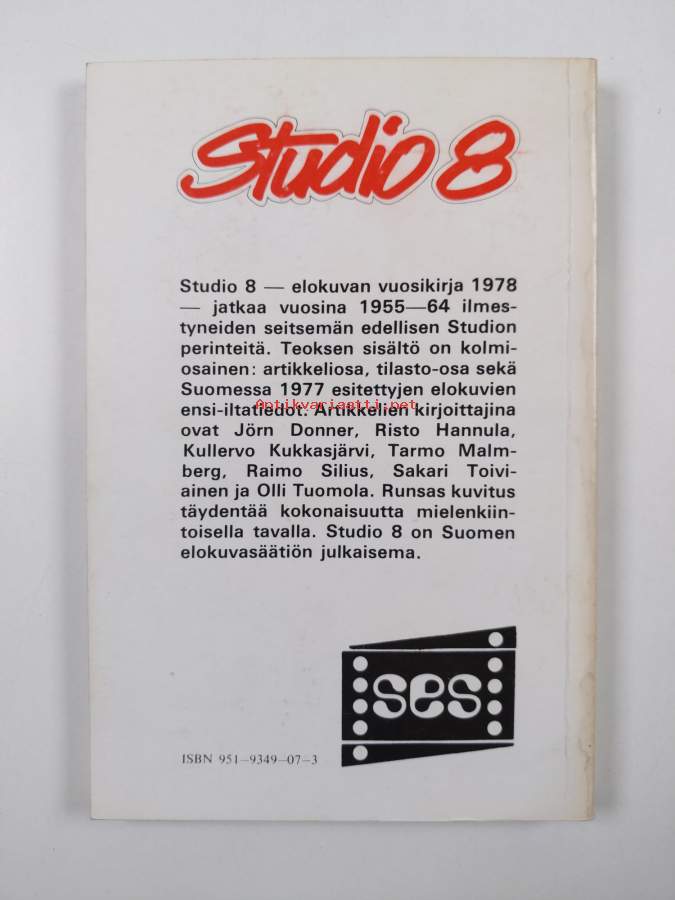 Studio 8
Studio 8 — elokuvan vuosikirja 1978
— jatkaa vuosina 1955—64 ilmes-
tyneiden seitsemän edellisen Studion
perinteitä. Teoksen sisältö on kolmi-
osainen: artikkeliosa, tilasto-osa sekä
Suomessa 1977 esitettyjen elokuvien
ensi-iltatiedot. Artikkelien kirjoittajina
Antikvariaatti.net
ovat Jörn Donner, Risto Hannula,
Kullervo Kukkasjärvi, Tarmo Malm-
berg, Raimo Silius, Sakari Toivi-
ainen ja Olli Tuomola. Runsas kuvitus
täydentää kokonaisuutta mielenkiin-
toisella tavalla. Studio 8 on Suomen
elokuvasäätiön julkaisema.
ses
ISBN 951–9349–07–3